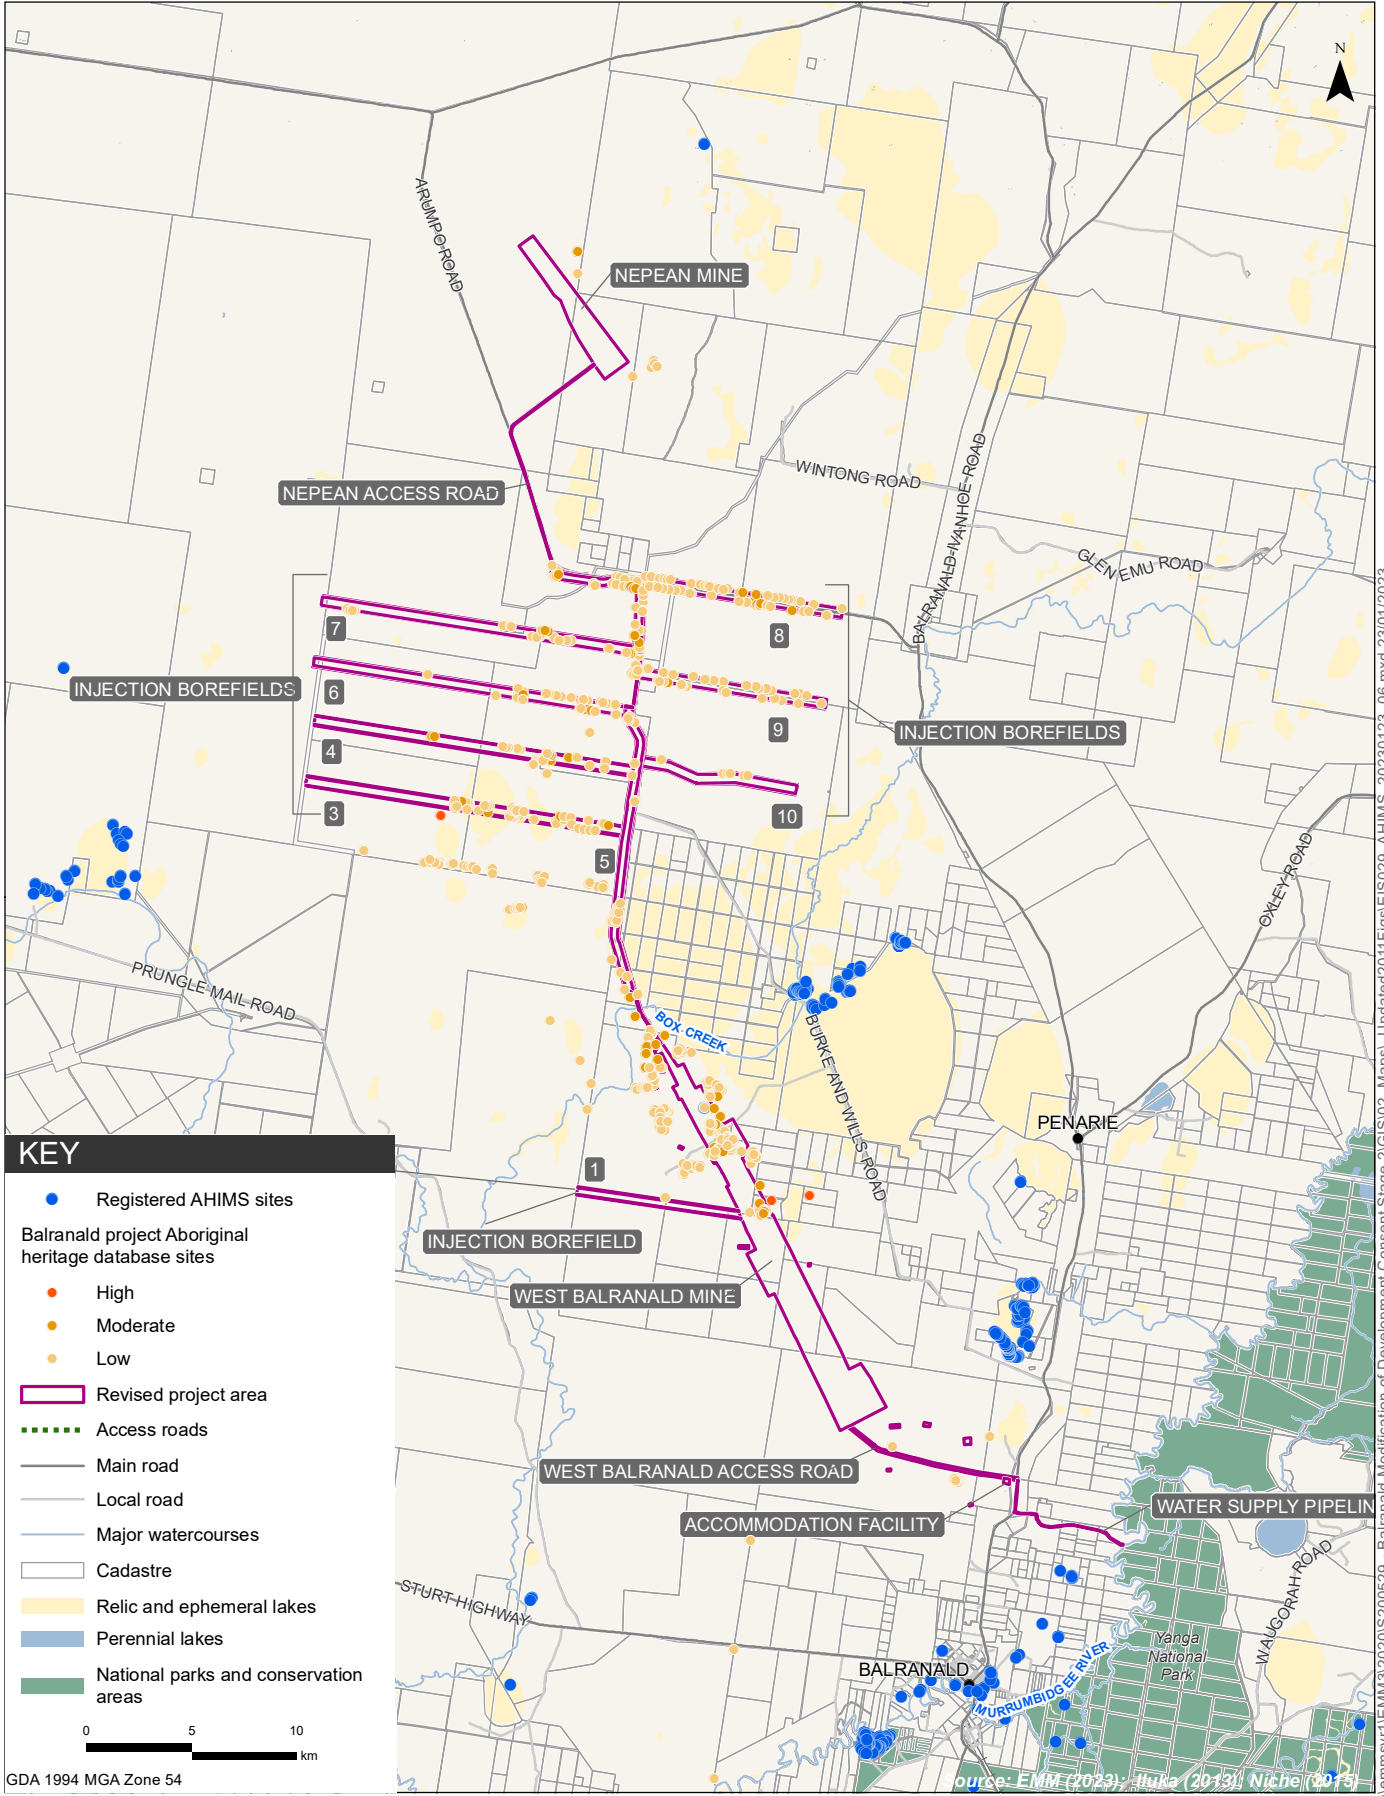 N
ARUMPO ROAD
NEPEAN MINE
WINTONG ROAD
NEPEAN ACCESS ROAD
BALRANALD-IVANHOE ROAD
GLEN EMU ROAD
7
8
INJECTION BOREFIELDS
6
9
INJECTION BOREFIELDS
4
3
10
5
OXLEY ROAD
PRUNGLE MAIL ROAD
BOX CREEK
BURKE AND WILLS ROAD
PENARIE
1
INJECTION BOREFIELD
WEST BALRANALD MINE
WEST BALRANALD ACCESS ROAD
WATER SUPPLY PIPELIN
ACCOMMODATION FACILITY
STURT HIGHWAY
WAUGORAH ROAD
Yanga
National
Park
BALRANALD
MURRUMBIDGEE RIVER
KEY
Registered AHIMS sites
Balranald project Aboriginal
heritage database sites
High
Moderate
Low
Revised project area
Access roads
Main road
Local road
Major watercourses
Cadastre
Relic and ephemeral lakes
Perennial lakes
National parks and conservation
areas
0 5 10
km
GDA 1994 MGA Zone 54
Source: EMM (2023); Iluka (2013); Niche (2015)